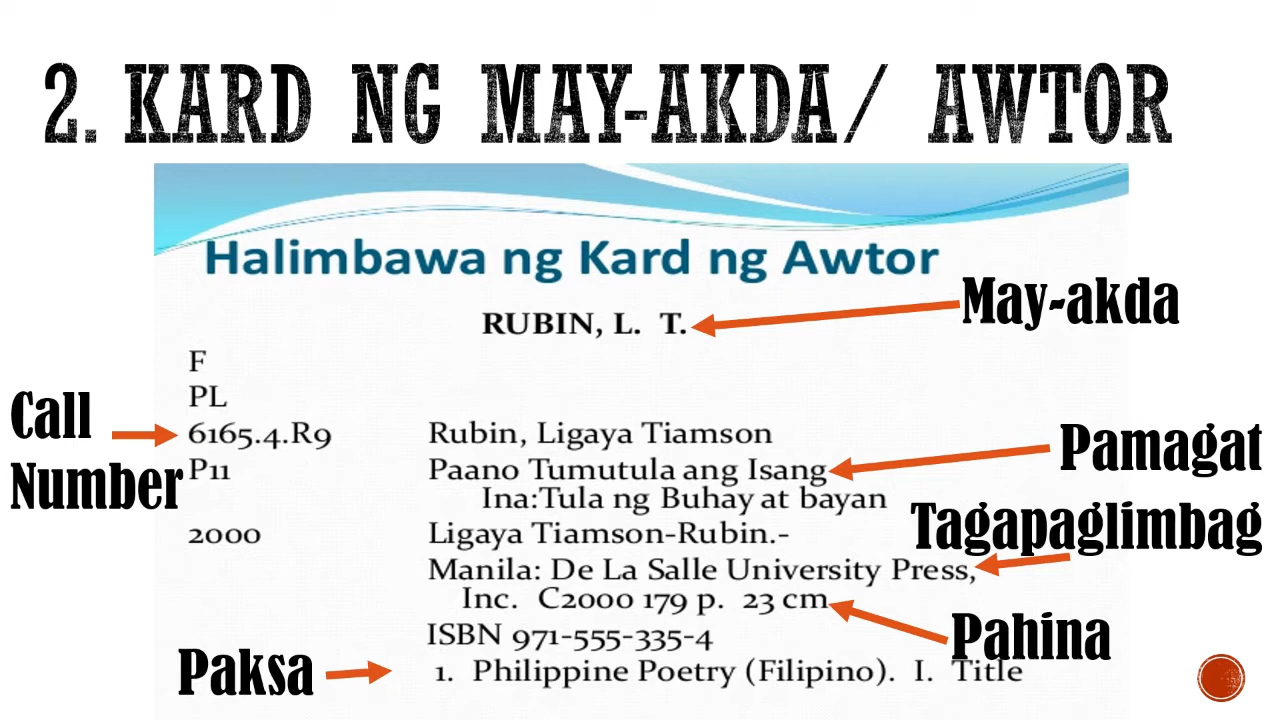 2. KARD NG MAY-AKDA/ AWTOR
Halimbawa ng Kard ng Awtor
May-akda
RUBIN, L. T.
F
PL
Call
Number
6165.4.R9 Rubin, Ligaya Tiamson
Pamagat
P11 Paano Tumutula ang Isang
Ina:Tula ng Buhay at bayan
Tagapaglimbag
2000 Ligaya Tiamson-Rubin.-
Manila: De La Salle University Press,
Inc. C2000 179 p. 23 cm
Pahina
ISBN 971-555-335-4
Paksa
1. Philippine Poetry (Filipino). I. Title